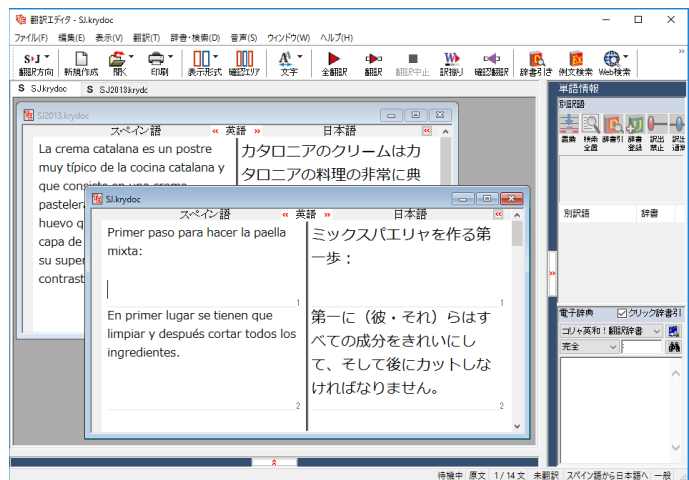 翻訳エディタ - SJ.krydoc
ファイル(F) 編集(E) 表示(V) 翻訳(T) 辞書・検索(D) 音声(S) ウィンドウ(W) ヘルプ(H)
S›J
翻訳方向 新規作成 開く 印刷 表示形式 確認エリア 文字 全翻訳 翻訳 翻訳中止 訳振り 確認翻訳 辞書引き 例文検索 Web検索
S SJ.krydoc S SJ2013.krydc
単語情報
別訳語
置換 検索 辞書引 辞書 訳出
全置 登録 禁止
別訳語 辞書
SJ2013.krydoc
スペイン語 « 英語 » 日本語 «
La crema catalana es un postre
muy típico de la cocina catalana y
que consiste en una crema
pastelera
huevo q
capa de
su super
contrast
カタロニアのクリームはカ
タロニアの料理の非常に典
SJ.krydoc
スペイン語 « 英語 » 日本語 «
Primer paso para hacer la paella
mixta:
1
ミックスパエリャを作る第
一歩：
1
En primer lugar se tienen que
limpiar y después cortar todos los
ingredientes.
2
第一に（彼・それ）らはす
べての成分をきれいにし
て、そして後にカットしな
ければなりません。
2
電子辞典 クリック辞書引
コリャ英和！翻訳辞書
完全
待機中 原文 1/14文 未翻訳 スペイン語から日本語へ 一般